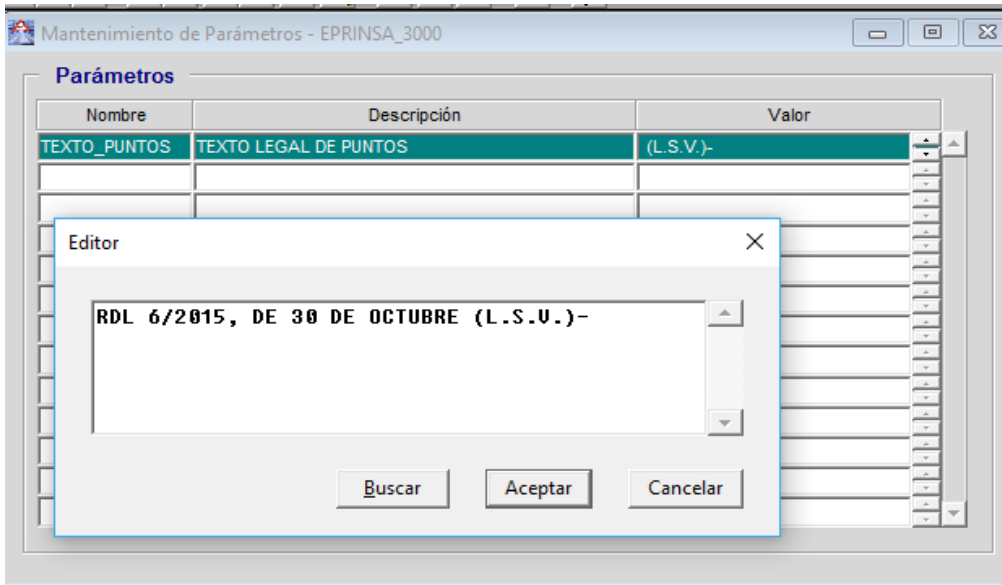 Mantenimiento de Parámetros - EPRINSA_3000
Parámetros
Nombre Descripción Valor
TEXTO_PUNTOS TEXTO LEGAL DE PUNTOS (L.S.V.)-
Editor
RDL 6/2015, DE 30 DE OCTUBRE (L.S.V.)-
Buscar Aceptar Cancelar